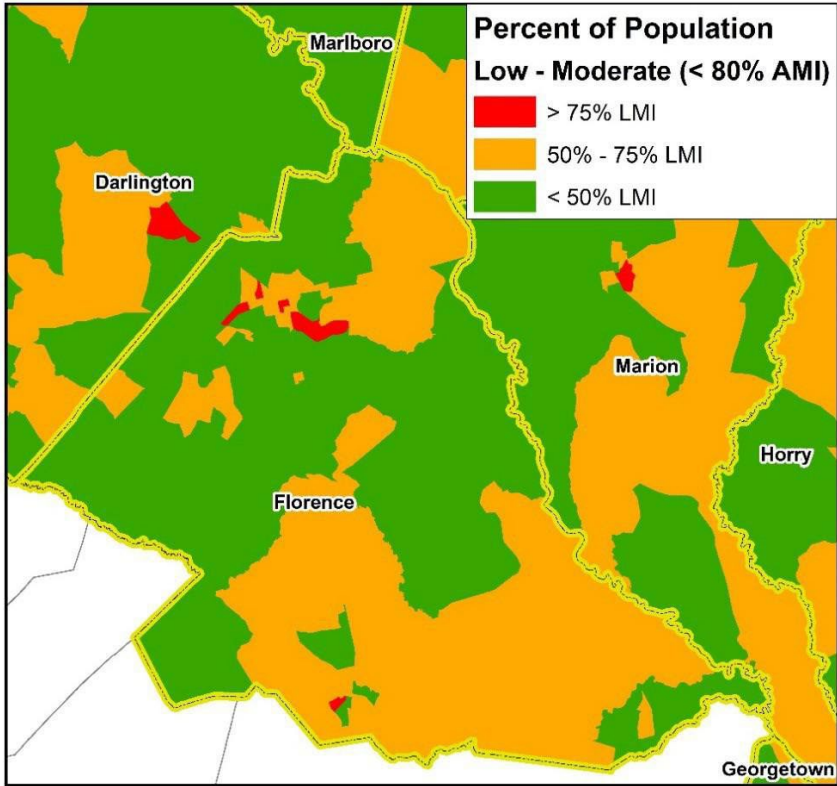 Percent of Population
Low - Moderate (< 80% AMI)
> 75% LMI
50% - 75% LMI
< 50% LMI
Marlboro
Darlington
Marion
Horry
Florence
Georgetown